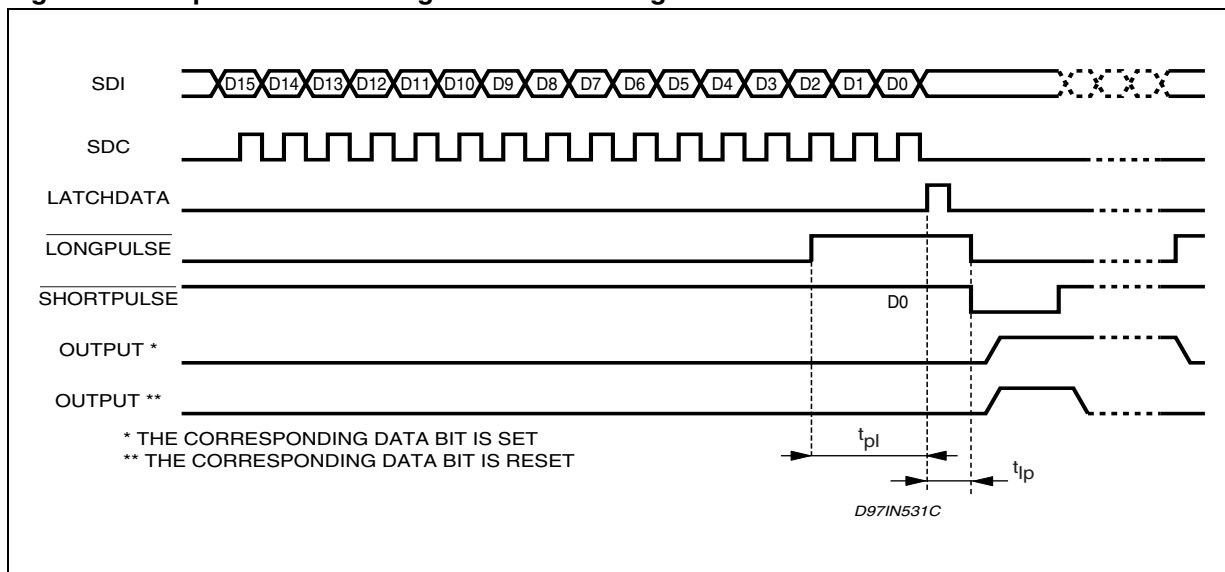 SDI
D15 D14 D13 D12 D11 D10 D9 D8 D7 D6 D5 D4 D3 D2 D1 D0
SDC
LATCHDATA
LONGPULSE
SHORTPULSE
D0
OUTPUT *
OUTPUT **
* THE CORRESPONDING DATA BIT IS SET
** THE CORRESPONDING DATA BIT IS RESET
tpl
tlp
D97IN531C